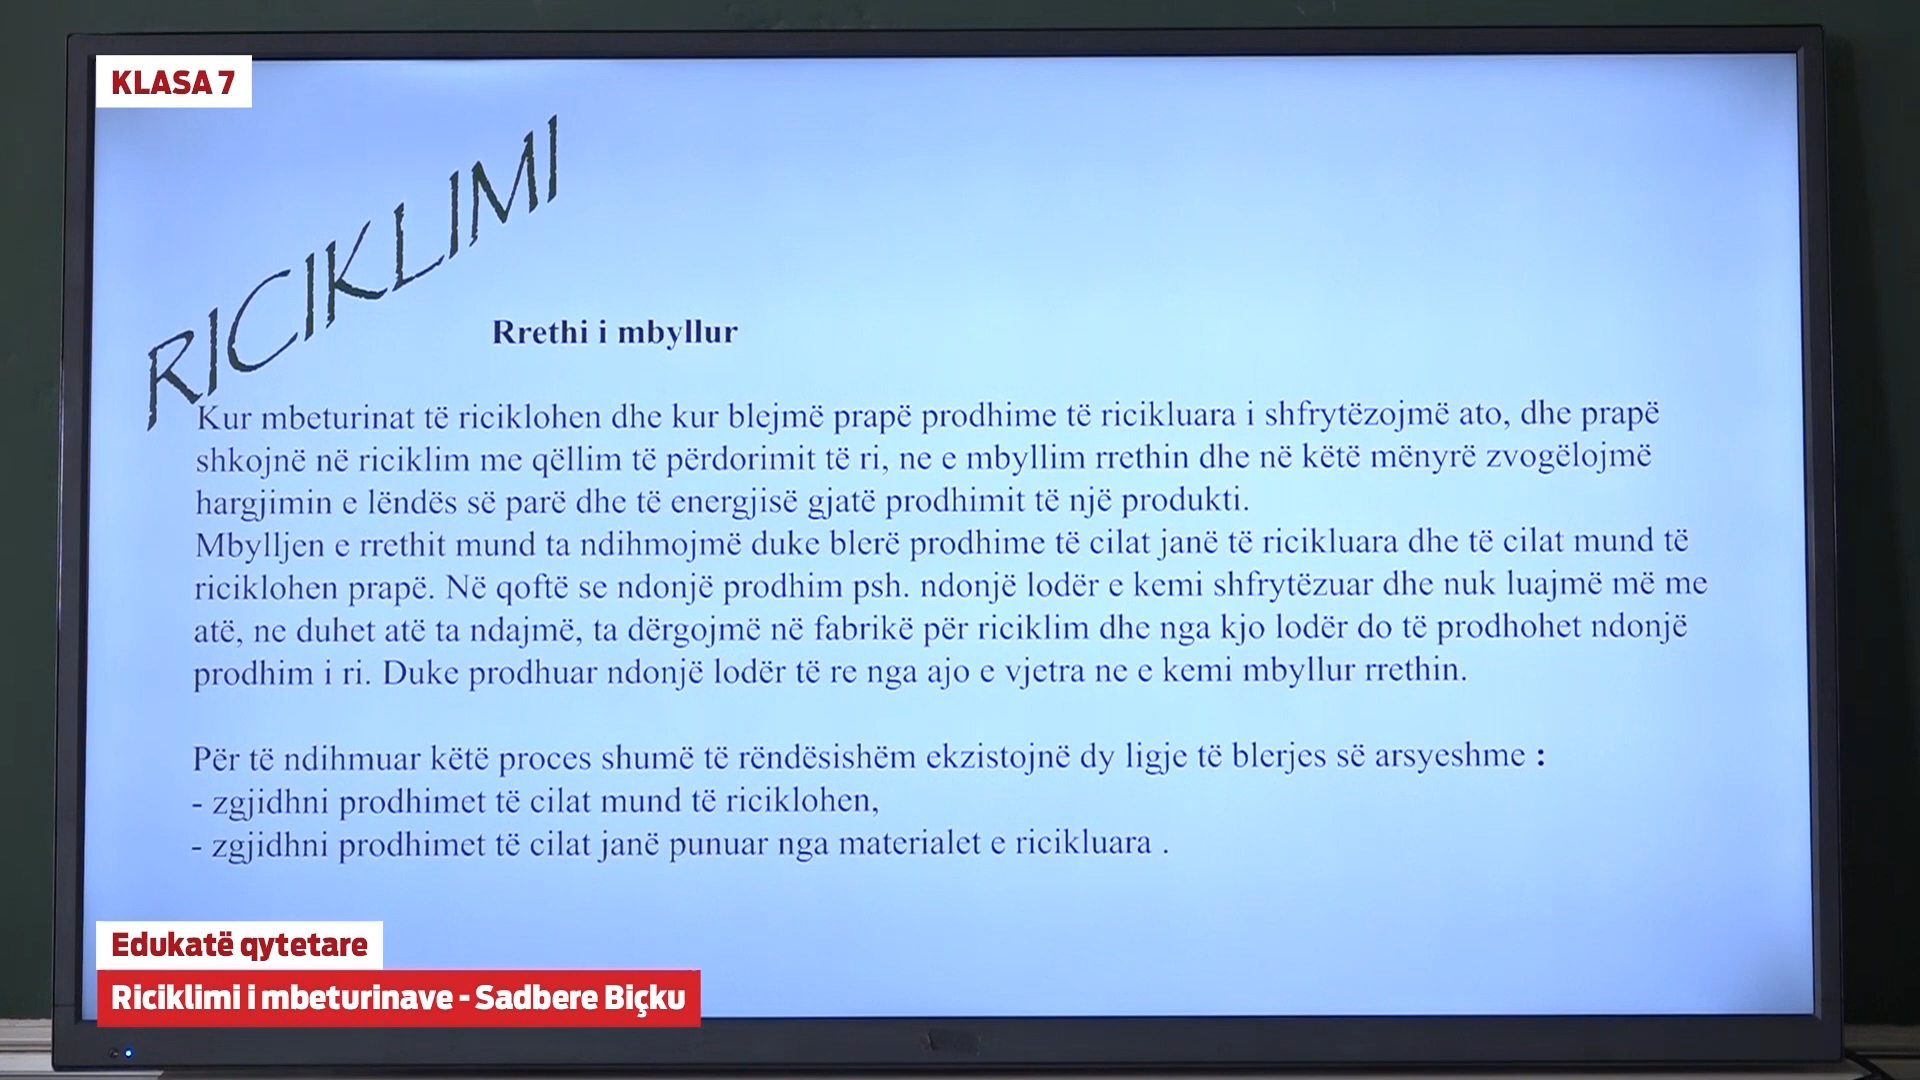 KLASA 7
RICIKLIMI
Rrethi i mbyllur
Kur mbeturinat të riciklohen dhe kur blejmë prapë prodhime të ricikluara i shfrytëzojmë ato, dhe prapë
shkojnë në riciklim me qëllim të përdorimit të ri, ne e mbyllim rrethin dhe në këtë mënyrë zvogëlojmë
hargjimin e lëndës së parë dhe të energjisë gjatë prodhimit të një produkti.
Mbylljen e rrethit mund ta ndihmojmë duke blerë prodhime të cilat janë të ricikluara dhe të cilat mund të
riciklohen prapë. Në qoftë se ndonjë prodhim psh. ndonjë lodër e kemi shfrytëzuar dhe nuk luajmë më me
atë, ne duhet atë ta ndajmë, ta dërgojmë në fabrikë për riciklim dhe nga kjo lodër do të prodhohet ndonjë
prodhim i ri. Duke prodhuar ndonjë lodër të re nga ajo e vjetra ne e kemi mbyllur rrethin.
Për të ndihmuar këtë proces shumë të rëndësishëm ekzistojnë dy ligje të blerjes së arsyeshme :
- zgjidhni prodhimet të cilat mund të riciklohen,
- zgjidhni prodhimet të cilat janë punuar nga materialet e ricikluara .
Edukatë qytetare
Riciklimi i mbeturinave - Sadbere Biçku